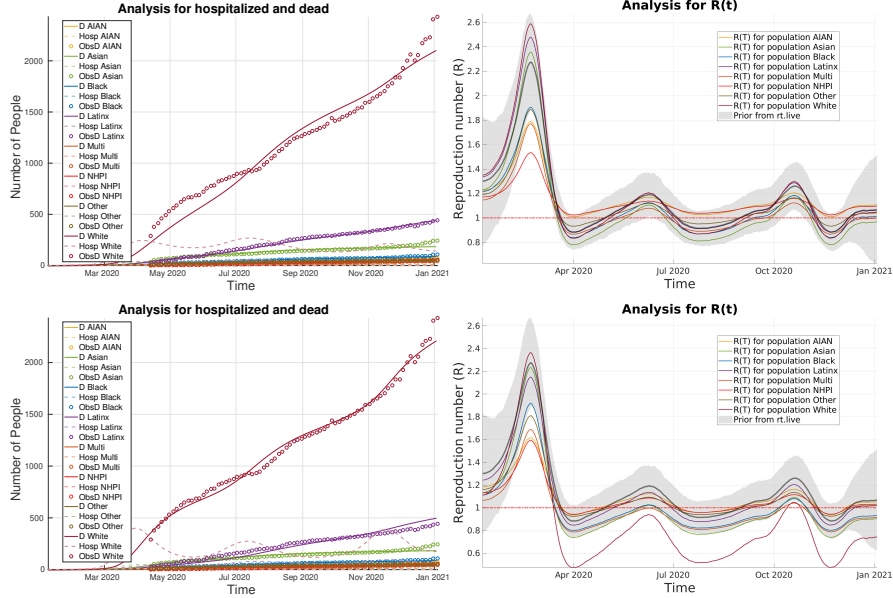 Analysis for hospitalized and dead
Number of People
2000
1500
1000
500
0
D AIAN
Hosp AIAN
ObsD AIAN
D Asian
Hosp Asian
ObsD Asian
D Black
Hosp Black
ObsD Black
D Latinx
Hosp Latinx
ObsD Latinx
D Multi
Hosp Multi
ObsD Multi
D NHPI
Hosp NHPI
ObsD NHPI
D Other
Hosp Other
ObsD Other
D White
Hosp White
ObsD White
Mar 2020 May 2020 Jul 2020 Sep 2020 Nov 2020 Jan 2021
Time
Analysis for R(t)
Reproduction number (R)
2.6
2.4
2.2
2
1.8
1.6
1.4
1.2
1
0.8
R(T) for population AIAN
R(T) for population Asian
R(T) for population Black
R(T) for population Latinx
R(T) for population Multi
R(T) for population NHPI
R(T) for population Other
R(T) for population White
Prior from rt.live
Apr 2020 Jul 2020 Oct 2020 Jan 2021
Time
Analysis for hospitalized and dead
Number of People
2000
1500
1000
500
0
D AIAN
Hosp AIAN
ObsD AIAN
D Asian
Hosp Asian
ObsD Asian
D Black
Hosp Black
ObsD Black
D Latinx
Hosp Latinx
ObsD Latinx
D Multi
Hosp Multi
ObsD Multi
D NHPI
Hosp NHPI
ObsD NHPI
D Other
Hosp Other
ObsD Other
D White
Hosp White
ObsD White
Mar 2020 May 2020 Jul 2020 Sep 2020 Nov 2020 Jan 2021
Time
Analysis for R(t)
Reproduction number (R)
2.6
2.4
2.2
2
1.8
1.6
1.4
1.2
1
0.8
0.6
R(T) for population AIAN
R(T) for population Asian
R(T) for population Black
R(T) for population Latinx
R(T) for population Multi
R(T) for population NHPI
R(T) for population Other
R(T) for population White
Prior from rt.live
Apr 2020 Jul 2020 Oct 2020 Jan 2021
Time